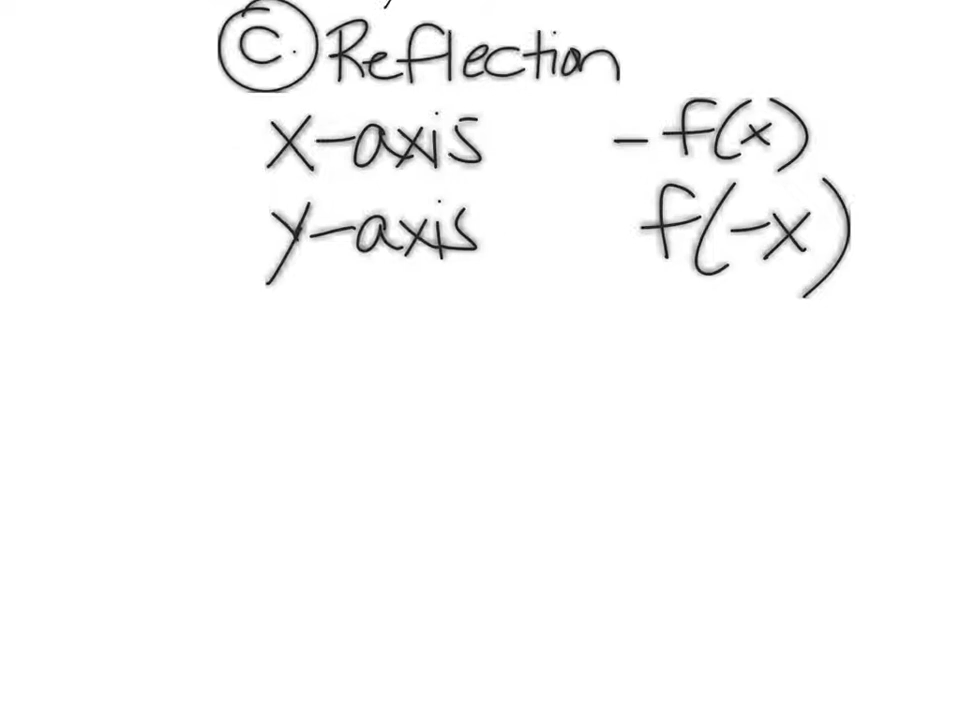 C. Reflection
x-axis -f(x)
y-axis f(-x)